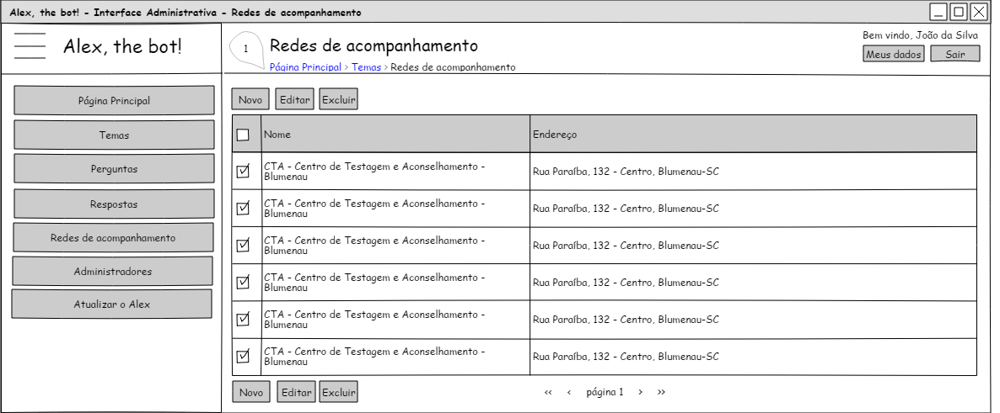 Alex, the bot! - Interface Administrativa - Redes de acompanhamento
Alex, the bot!
1
Redes de acompanhamento
Página Principal > Temas > Redes de acompanhamento
Bem vindo, João da Silva
Meus dados Sair
Página Principal
Temas
Perguntas
Respostas
Redes de acompanhamento
Administradores
Atualizar o Alex
Novo Editar Excluir
Nome Endereço
CTA - Centro de Testagem e Aconselhamento -
Blumenau
Rua Paraíba, 132 - Centro, Blumenau-SC
CTA - Centro de Testagem e Aconselhamento -
Blumenau
Rua Paraíba, 132 - Centro, Blumenau-SC
CTA - Centro de Testagem e Aconselhamento -
Blumenau
Rua Paraíba, 132 - Centro, Blumenau-SC
CTA - Centro de Testagem e Aconselhamento -
Blumenau
Rua Paraíba, 132 - Centro, Blumenau-SC
CTA - Centro de Testagem e Aconselhamento -
Blumenau
Rua Paraíba, 132 - Centro, Blumenau-SC
CTA - Centro de Testagem e Aconselhamento -
Blumenau
Rua Paraíba, 132 - Centro, Blumenau-SC
Novo Editar Excluir
<< < página 1 > >>